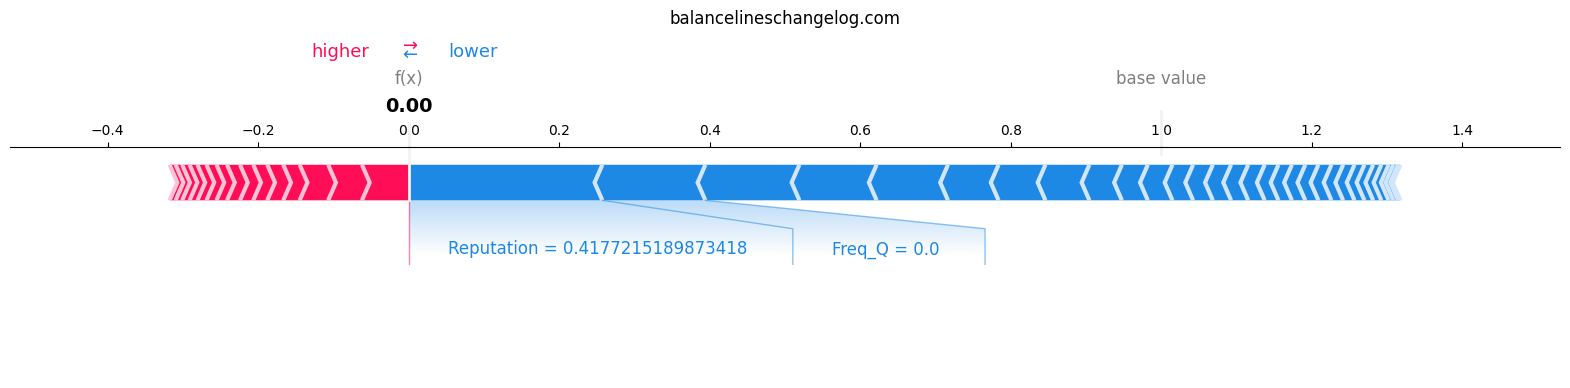 balancelineschangelog.com
higher ⇄ lower
f(x) base value
0.00
−0.4 −0.2 0.0 0.2 0.4 0.6 0.8 1.0 1.2 1.4
Reputation = 0.4177215189873418 Freq_Q = 0.0